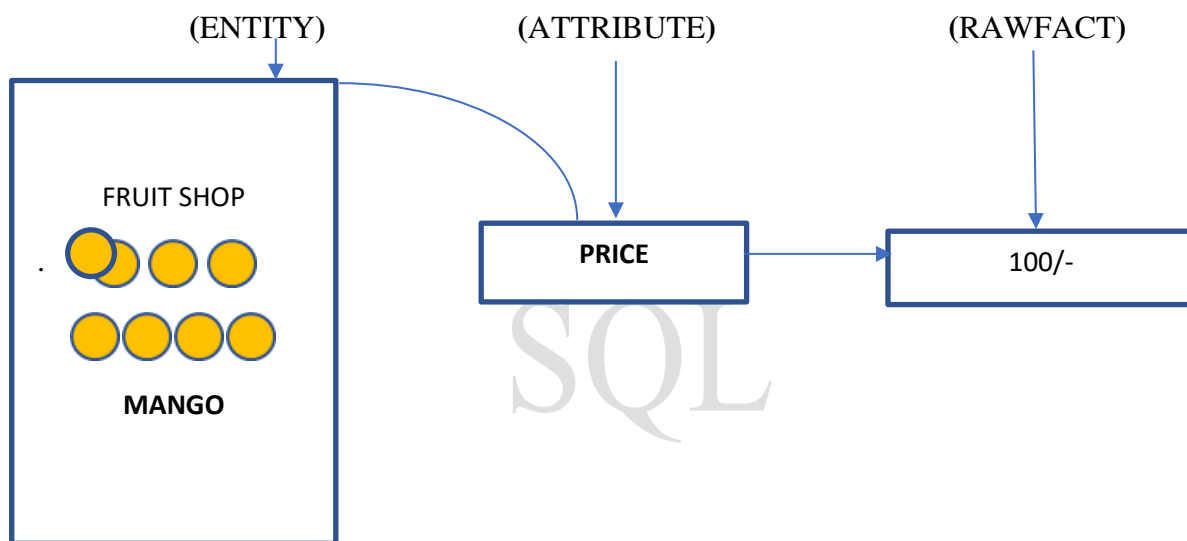 (ENTITY) (ATTRIBUTE) (RAWFACT)
FRUIT SHOP
PRICE
100/-
.
SQL
MANGO